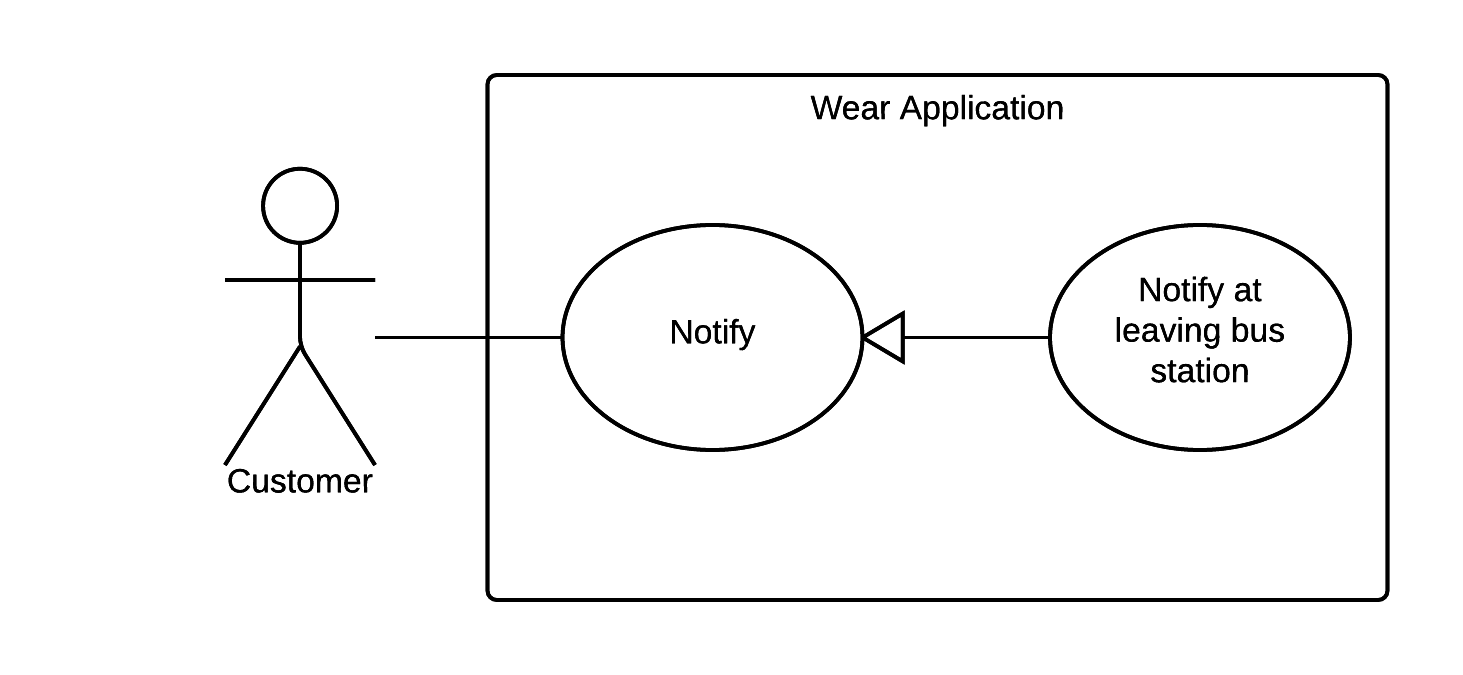 Wear Application
Notify
Notify at
leaving bus
station
Customer